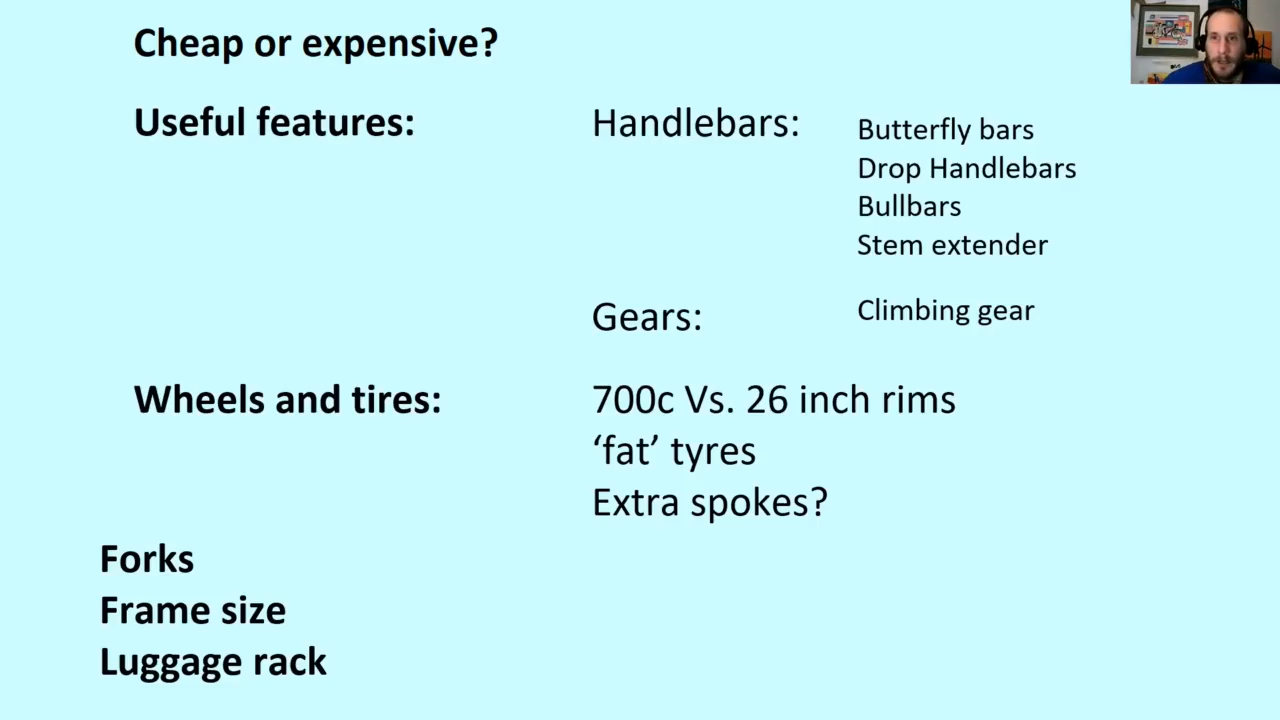 Cheap or expensive?
Useful features:
Handlebars:
Butterfly bars
Drop Handlebars
Bullbars
Stem extender
Gears:
Climbing gear
Wheels and tires:
700c Vs. 26 inch rims
‘fat’ tyres
Extra spokes?
Forks
Frame size
Luggage rack